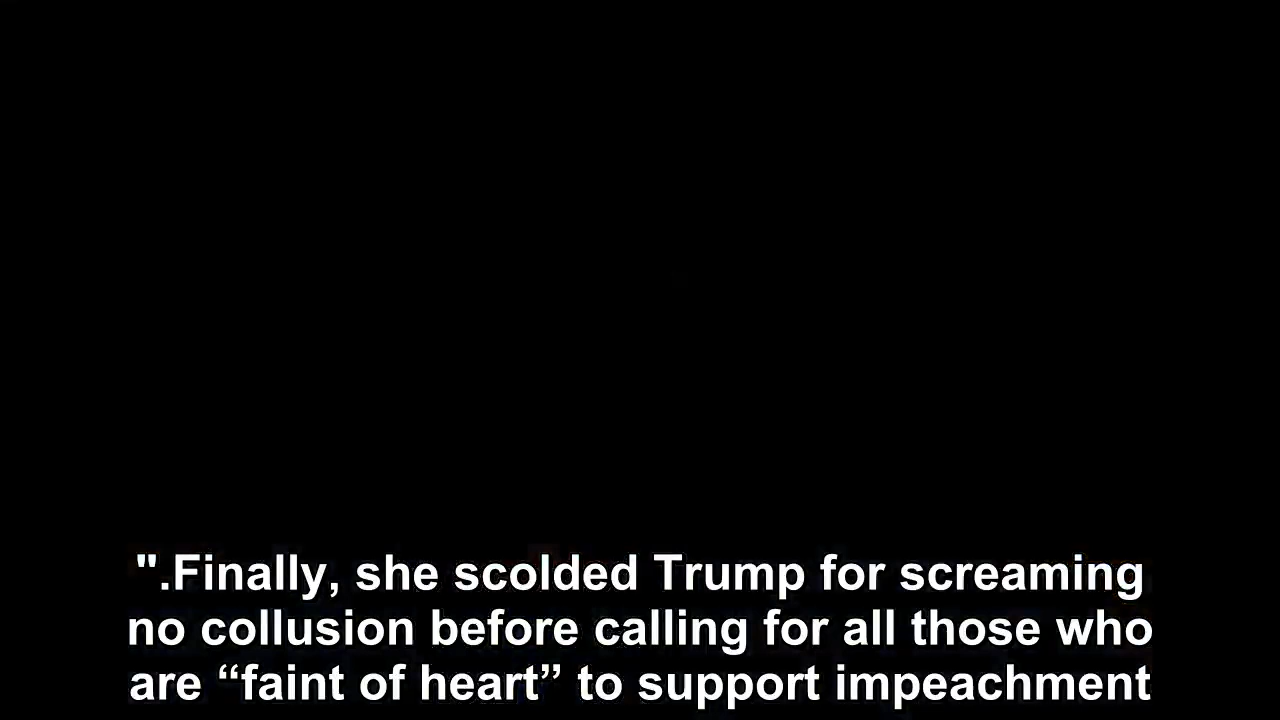 ".Finally, she scolded Trump for screaming
no collusion before calling for all those who
are “faint of heart” to support impeachment